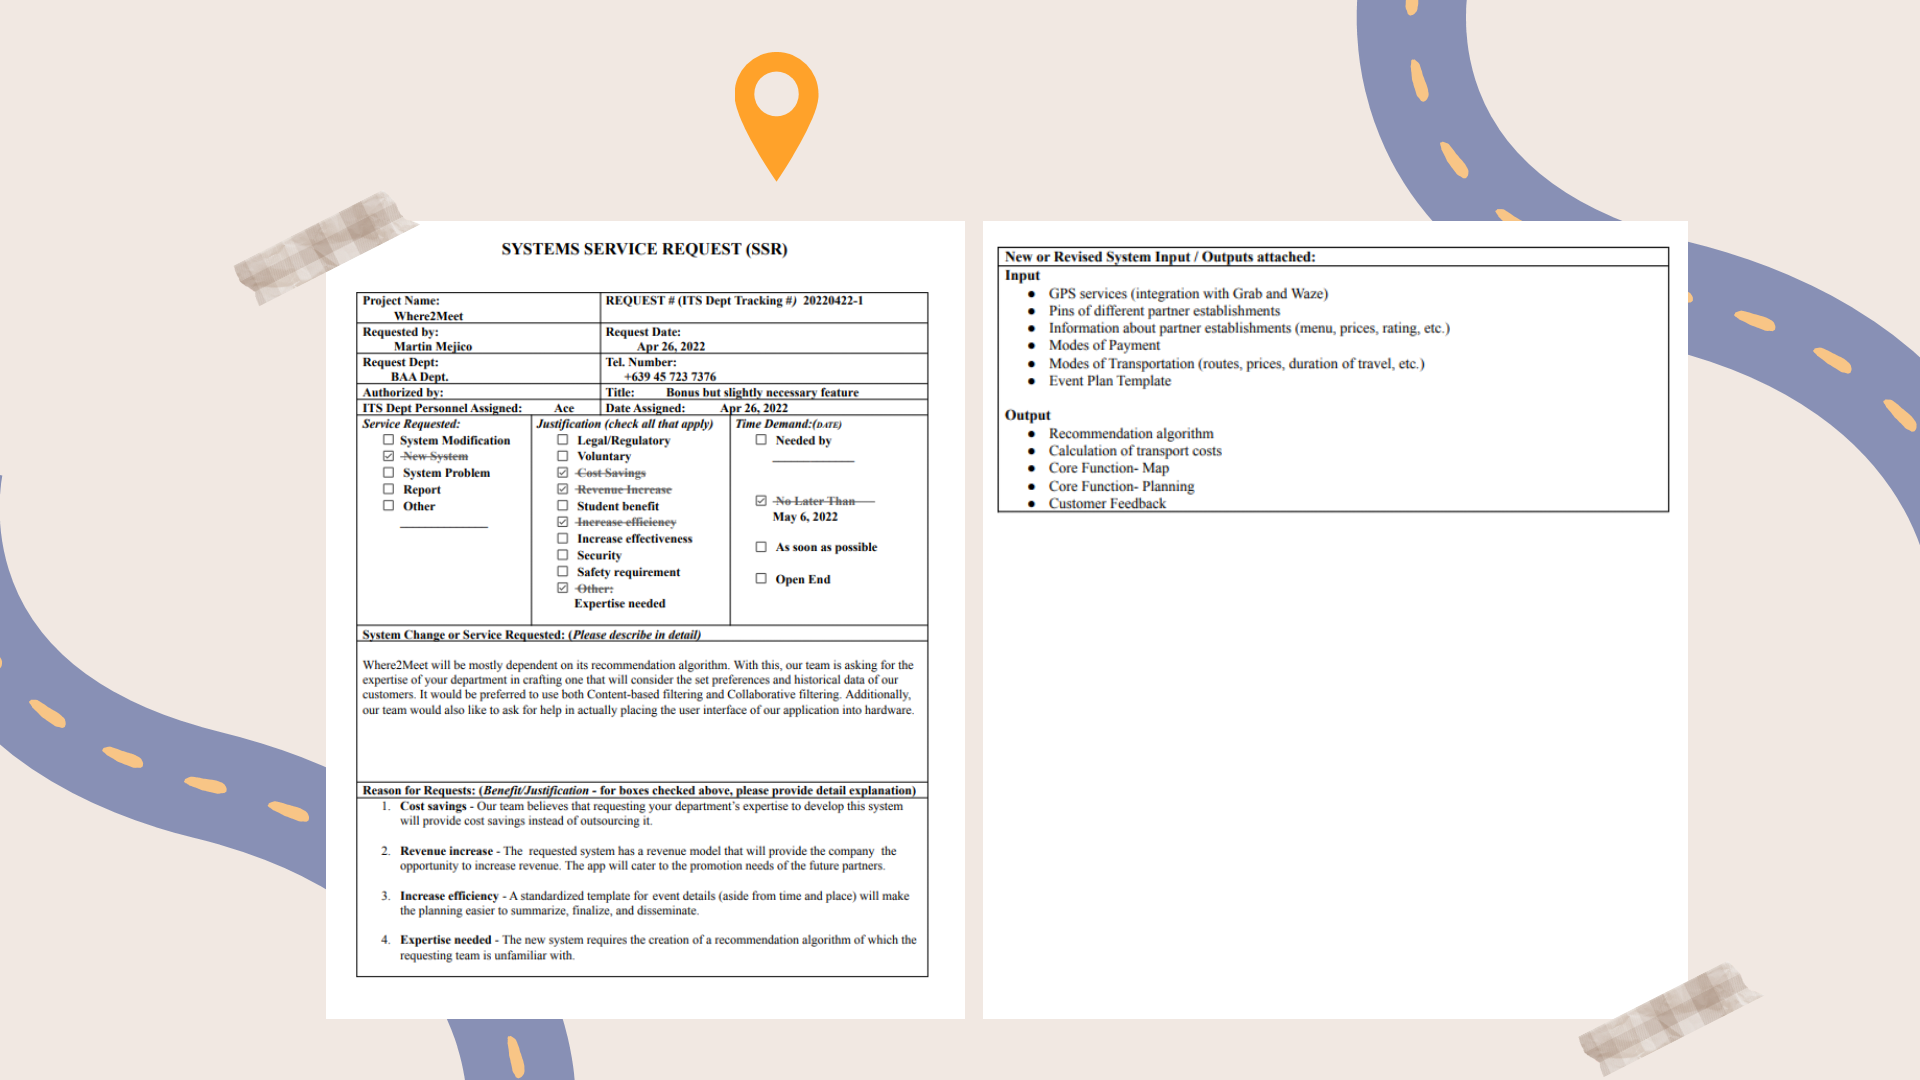 SYSTEMS SERVICE REQUEST (SSR)
Project Name:
Where2Meet
REQUEST # (ITS Dept Tracking #) 20220422-1
Requested by:
Martin Mejico
Request Date:
Apr 26, 2022
Request Dept:
BAA Dept.
Tel. Number:
+639 45 723 7376
Authorized by:
Title: Bonus but slightly necessary feature
ITS Dept Personnel Assigned: Ace
Date Assigned: Apr 26, 2022
Service Requested:
☐ System Modification
☑ New System
☐ System Problem
☐ Report
☐ Other
Justification (check all that apply)
☐ Legal/Regulatory
☐ Voluntary
☑ Cost Savings
☑ Revenue Increase
☐ Student benefit
☑ Increase efficiency
☐ Increase effectiveness
☐ Security
☐ Safety requirement
☑ Other:
Expertise needed
Time Demand:(DATE)
☐ Needed by
☑ No Later Than
May 6, 2022
☐ As soon as possible
☐ Open End
System Change or Service Requested: (Please describe in detail)
Where2Meet will be mostly dependent on its recommendation algorithm. With this, our team is asking for the
expertise of your department in crafting one that will consider the set preferences and historical data of our
customers. It would be preferred to use both Content-based filtering and Collaborative filtering. Additionally,
our team would also like to ask for help in actually placing the user interface of our application into hardware.
Reason for Requests: (Benefit/Justification - for boxes checked above, please provide detail explanation)
1. Cost savings - Our team believes that requesting your department's expertise to develop this system
will provide cost savings instead of outsourcing it.
2. Revenue increase - The requested system has a revenue model that will provide the company the
opportunity to increase revenue. The app will cater to the promotion needs of the future partners.
3. Increase efficiency - A standardized template for event details (aside from time and place) will make
the planning easier to summarize, finalize, and disseminate.
4. Expertise needed - The new system requires the creation of a recommendation algorithm of which the
requesting team is unfamiliar with.
New or Revised System Input / Outputs attached:
Input
● GPS services (integration with Grab and Waze)
● Pins of different partner establishments
● Information about partner establishments (menu, prices, rating, etc.)
● Modes of Payment
● Modes of Transportation (routes, prices, duration of travel, etc.)
● Event Plan Template
Output
● Recommendation algorithm
● Calculation of transport costs
● Core Function- Map
● Core Function- Planning
● Customer Feedback